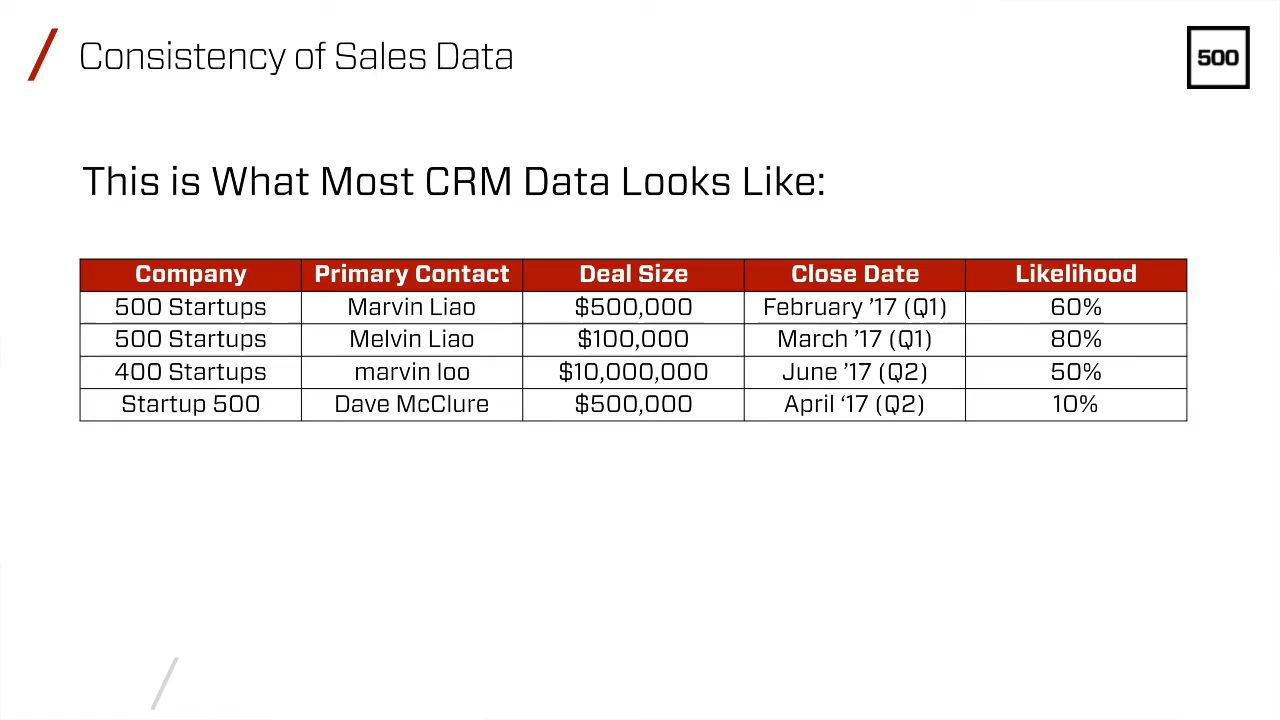 Consistency of Sales Data
500
This is What Most CRM Data Looks Like:
Company Primary Contact Deal Size Close Date Likelihood
500 Startups Marvin Liao $500,000 February ’17 (Q1) 60%
500 Startups Melvin Liao $100,000 March ’17 (Q1) 80%
400 Startups marvin loo $10,000,000 June ’17 (Q2) 50%
Startup 500 Dave McClure $500,000 April ‘17 (Q2) 10%